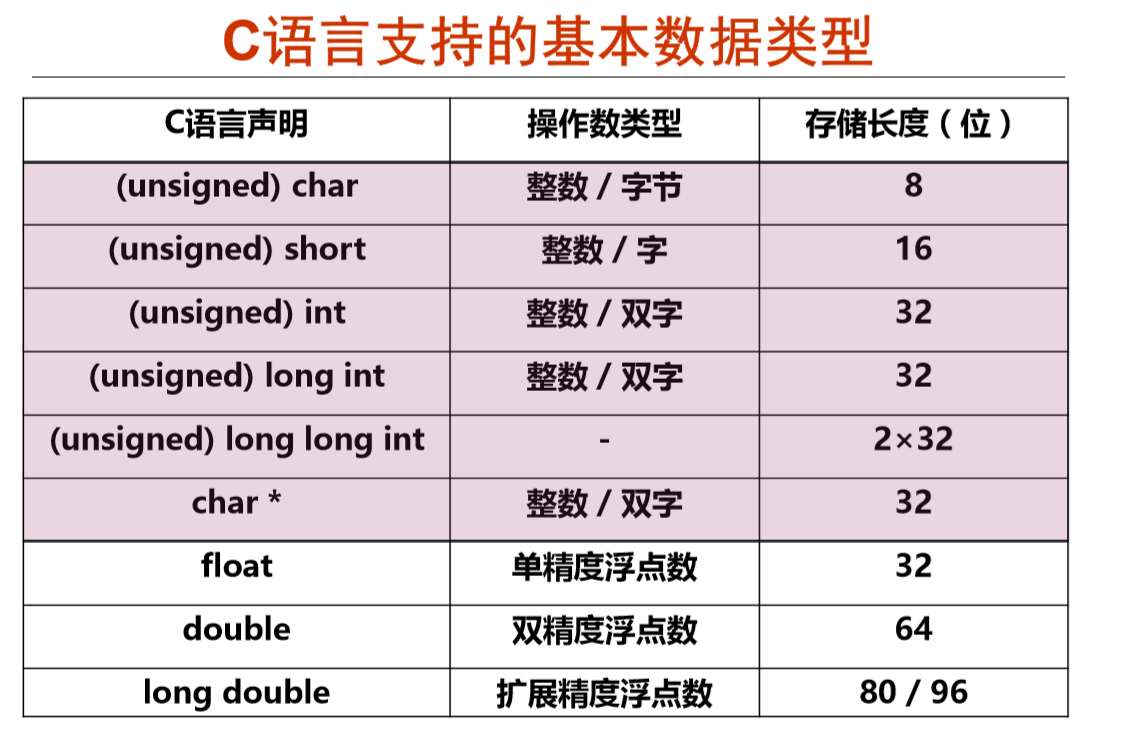 C语言支持的基本数据类型
C语言声明 操作数类型 存储长度（位）
(unsigned) char 整数 / 字节 8
(unsigned) short 整数 / 字 16
(unsigned) int 整数 / 双字 32
(unsigned) long int 整数 / 双字 32
(unsigned) long long int - 2×32
char * 整数 / 双字 32
float 单精度浮点数 32
double 双精度浮点数 64
long double 扩展精度浮点数 80 / 96